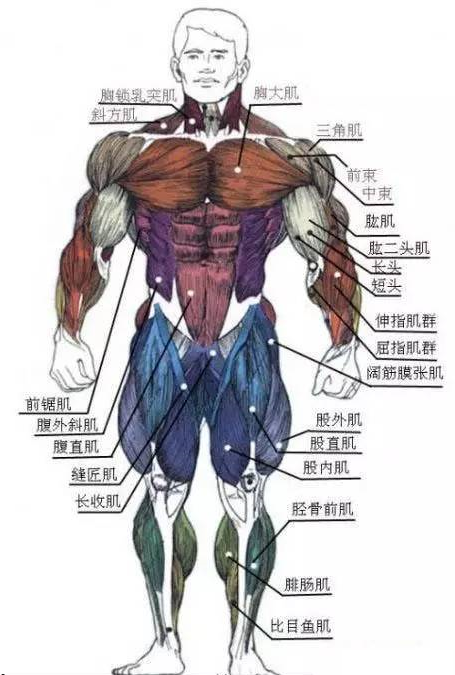 胸锁乳突肌
斜方肌
胸大肌
三角肌
前束
中束
肱肌
肱二头肌
长头
短头
伸指肌群
屈指肌群
阔筋膜张肌
前锯肌
腹外斜肌
腹直肌
缝匠肌
长收肌
股外肌
股直肌
股内肌
胫骨前肌
腓肠肌
比目鱼肌